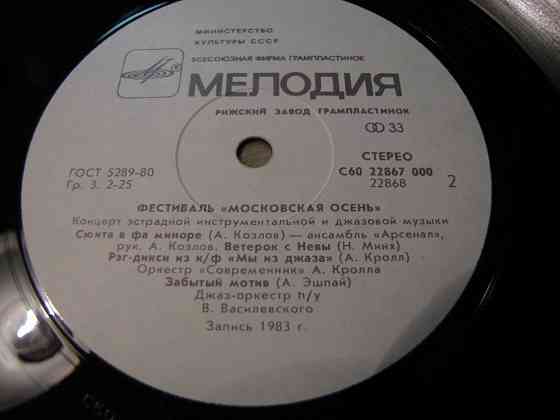 МИНИСТЕРСТВО
КУЛЬТУРЫ СССР
ВСЕСОЮЗНАЯ ФИРМА ГРАМПЛАСТИНОК
МЕЛОДИЯ
РИЖСКИЙ ЗАВОД ГРАМПЛАСТИНОК
33
СТЕРЕО
ГОСТ 5289-80
Гр. 3. 2-25
С60 22867 000
22868
2
ФЕСТИВАЛЬ «МОСКОВСКАЯ ОСЕНЬ»
Концерт эстрадной инструментальной и джазовой музыки
Сюита в фа миноре (А. Козлов) — ансамбль «Арсенал»,
рук. А. Козлов. Ветерок с Невы (Н. Минх)
Рэг-дикси из к/ф «Мы из джаза» (А. Кролл)
Оркестр «Современник» А. Кролла
Забытый мотив (А. Эшпай)
Джаз-оркестр п/у
В. Василевского
Запись 1983 г.